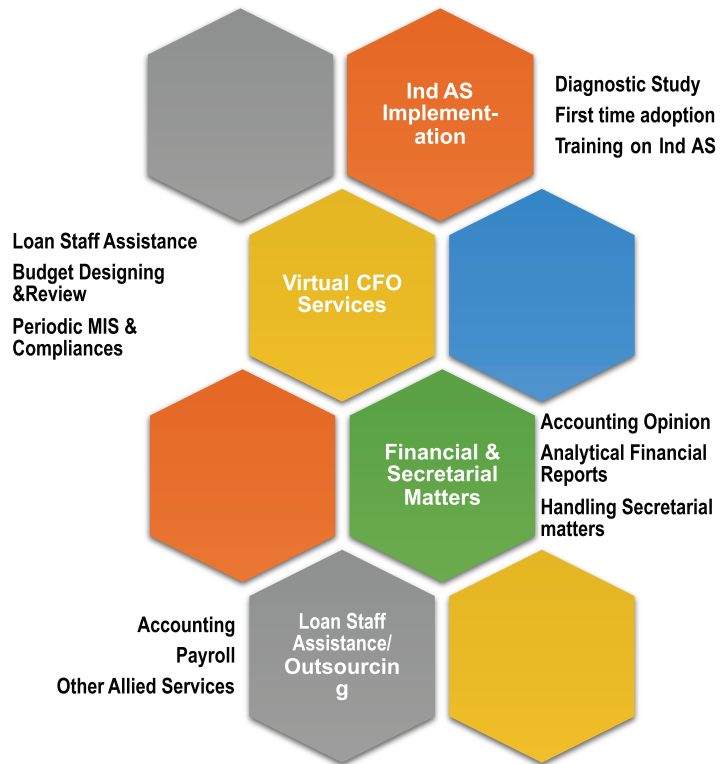 Ind AS
Implement-
ation
Diagnostic Study
First time adoption
Training on Ind AS
Loan Staff Assistance
Budget Designing
&Review
Periodic MIS &
Compliances
Virtual CFO
Services
Financial &
Secretarial
Matters
Accounting Opinion
Analytical Financial
Reports
Handling Secretarial
matters
Accounting
Payroll
Other Allied Services
Loan Staff
Assistance/
Outsourcin
g